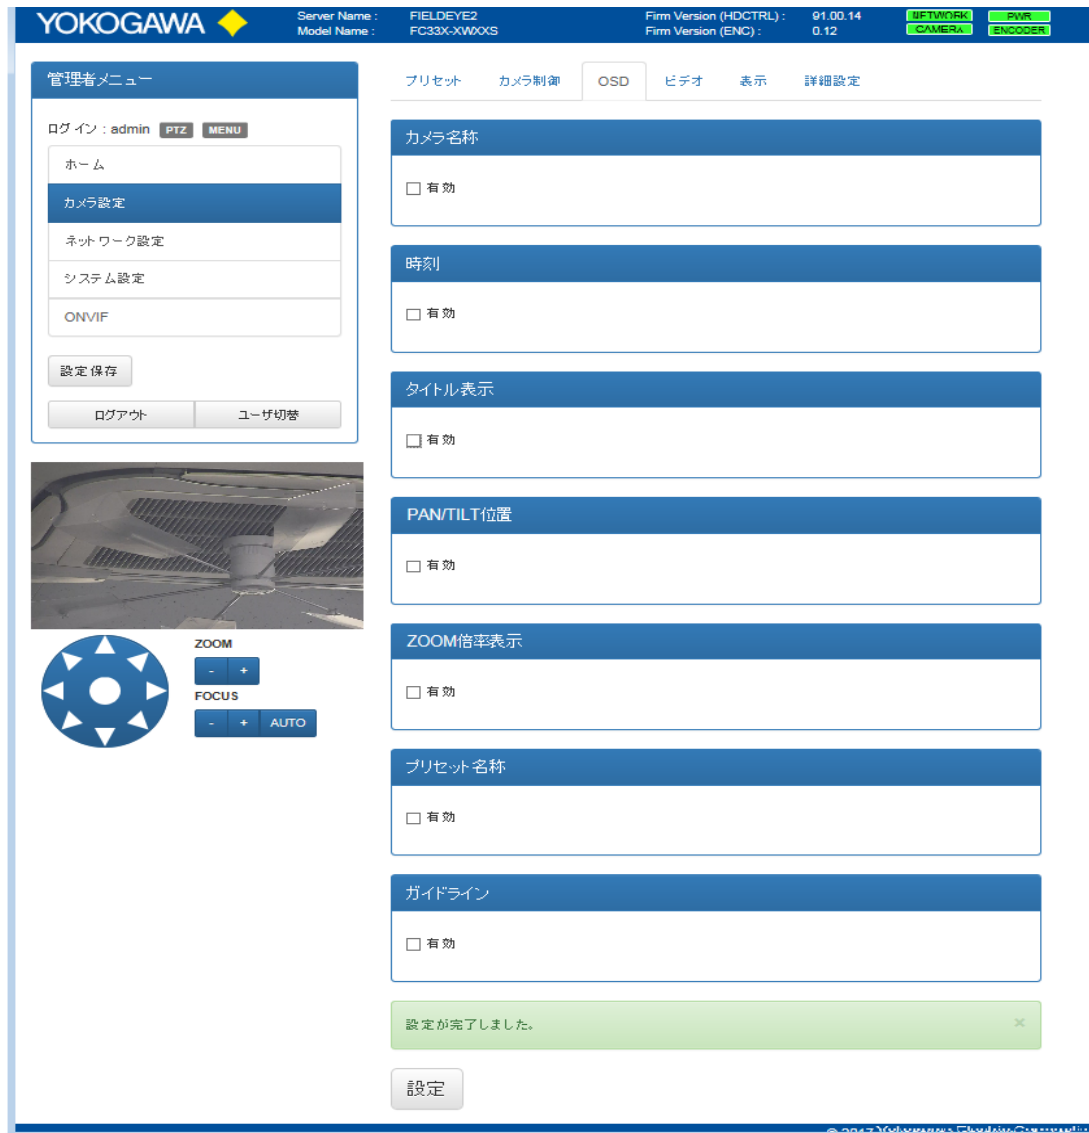 YOKOGAWA
Server Name : FIELDEYE2
Model Name : FC33X-XWXXS
Firm Version (HDCTRL) : 91.00.14
Firm Version (ENC) : 0.12
NETWORK PWR
CAMERA ENCODER
管理者メニュー
ログイン : admin PTZ MENU
ホーム
カメラ設定
ネットワーク設定
システム設定
ONVIF
設定保存
ログアウト ユーザ切替
ZOOM
- +
FOCUS
- + AUTO
プリセット カメラ制御 OSD ビデオ 表示 詳細設定
カメラ名称
有効
時刻
有効
タイトル表示
有効
PAN/TILT位置
有効
ZOOM倍率表示
有効
プリセット名称
有効
ガイドライン
有効
設定が完了しました。 ×
設定
© 2017 Yokogawa